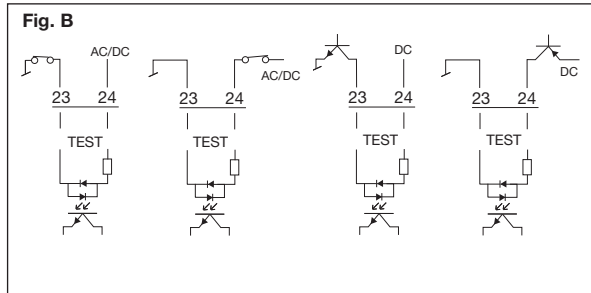 Fig. B
AC/DC
23 24
TEST
AC/DC
23 24
TEST
DC
23 24
TEST
DC
23 24
TEST